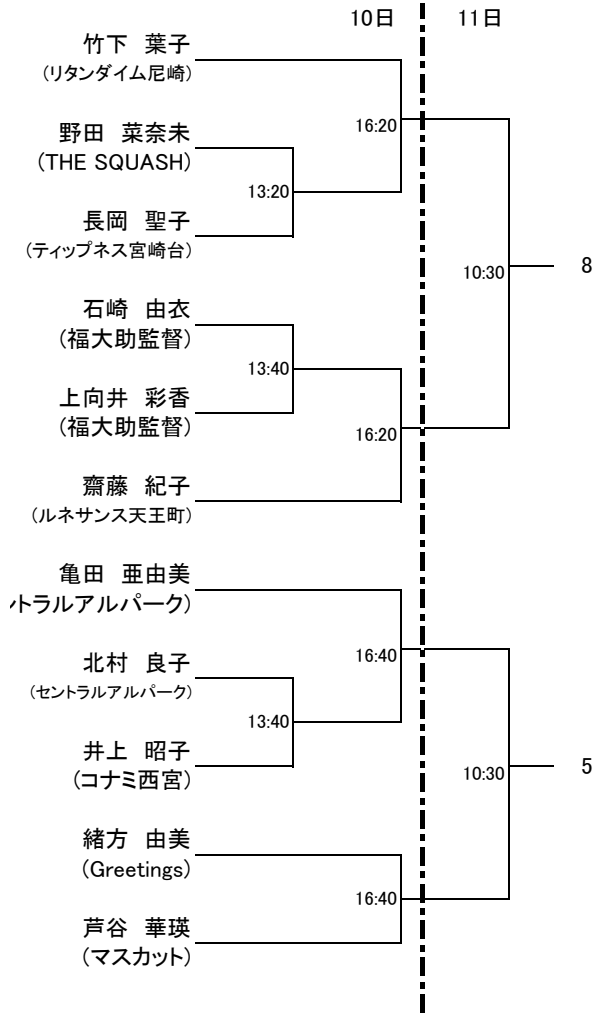 10日 11日
竹下 葉子
(リタンダイム尼崎)
16:20
野田 菜奈未
(THE SQUASH)
13:20
長岡 聖子
(ティップネス宮崎台)
10:30
8
石崎 由衣
(福大助監督)
13:40
上向井 彩香
(福大助監督)
16:20
齋藤 紀子
(ルネサンス天王町)
亀田 亜由美
ントラルアルパーク)
16:40
北村 良子
(セントラルアルパーク)
13:40
井上 昭子
(コナミ西宮)
10:30
5
緒方 由美
(Greetings)
16:40
芦谷 華瑛
(マスカット)